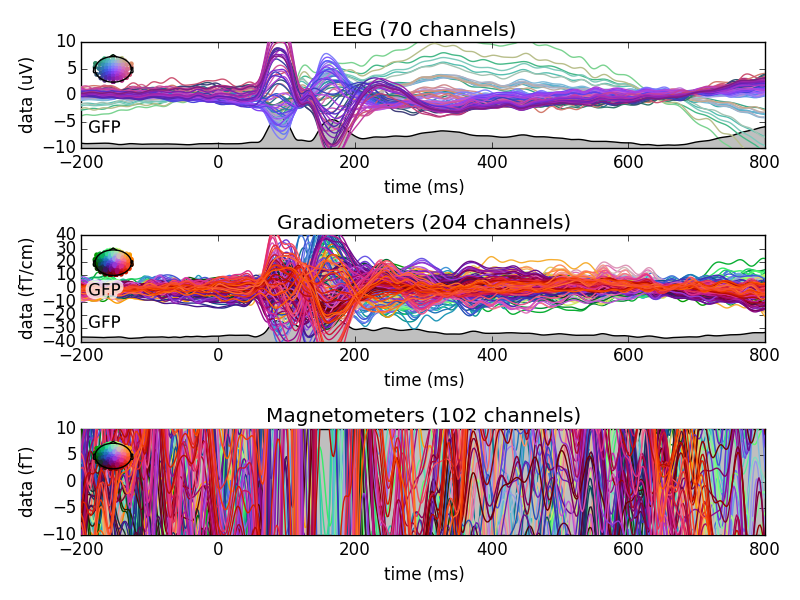 EEG (70 channels)
data (uV)
10
5
0
−5
−10
GFP
−200 0 200 400 600 800
time (ms)
Gradiometers (204 channels)
data (fT/cm)
40
30
20
10
0
−10
−20
−30
−40
GFP
GFP
−200 0 200 400 600 800
time (ms)
Magnetometers (102 channels)
data (fT)
10
5
0
−5
−10
−200 0 200 400 600 800
time (ms)